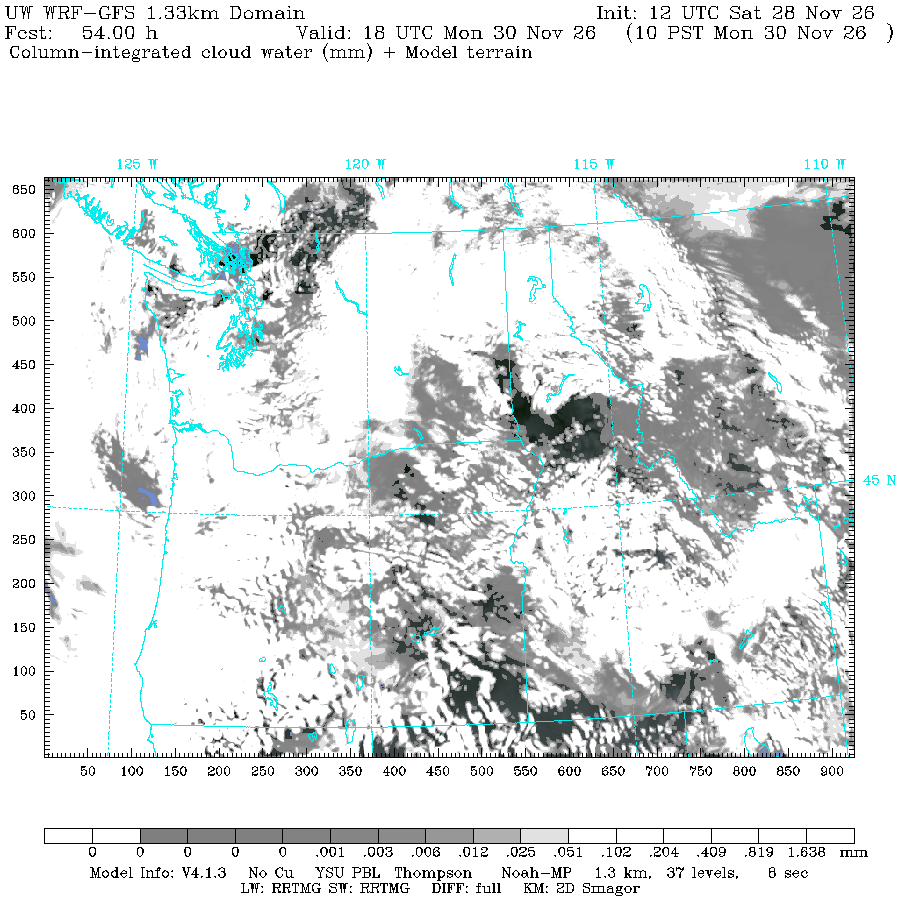 UW WRF-GFS 1.33km Domain Init: 12 UTC Sat 28 Nov 26
Fcst: 54.00 h Valid: 18 UTC Mon 30 Nov 26 (10 PST Mon 30 Nov 26 )
Column-integrated cloud water (mm) + Model terrain
125 W 120 W 115 W 110 W
650
600
550
500
450
400
350
45 N
300
250
200
150
100
50
50 100 150 200 250 300 350 400 450 500 550 600 650 700 750 800 850 900
0 0 0 0 0 .001 .003 .006 .012 .025 .051 .102 .204 .409 .819 1.638 mm
Model Info: V4.1.3 No Cu YSU PBL Thompson Noah-MP 1.3 km, 37 levels, 8 sec
LW: RRTMG SW: RRTMG DIFF: full KM: 2D Smagor